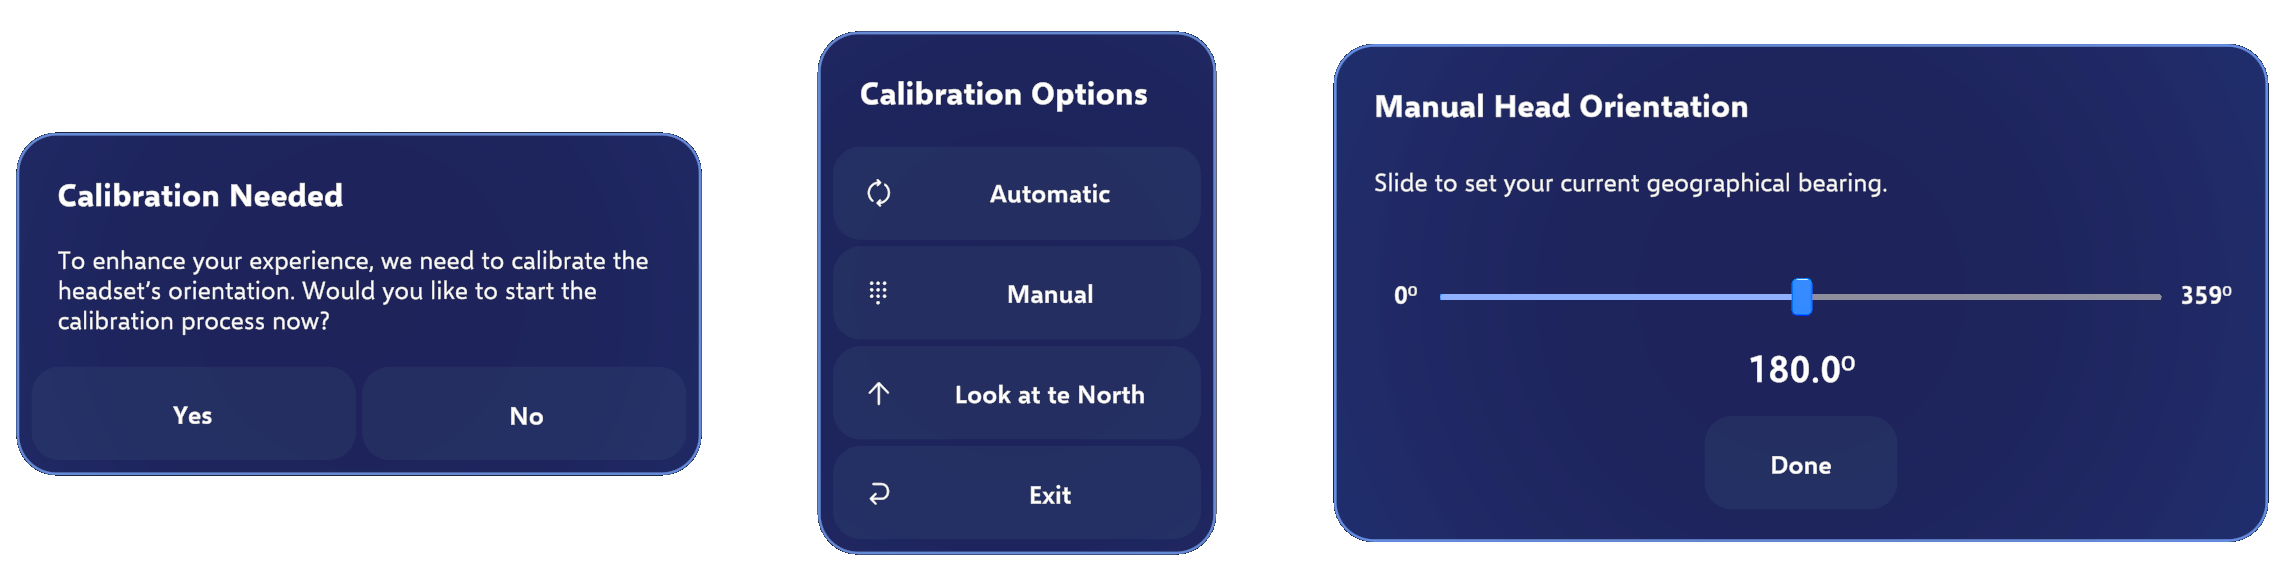 Calibration Needed
To enhance your experience, we need to calibrate the
headset's orientation. Would you like to start the
calibration process now?
Yes
No
Calibration Options
Automatic
Manual
Look at te North
Exit
Manual Head Orientation
Slide to set your current geographical bearing.
0º
359º
180.0º
Done